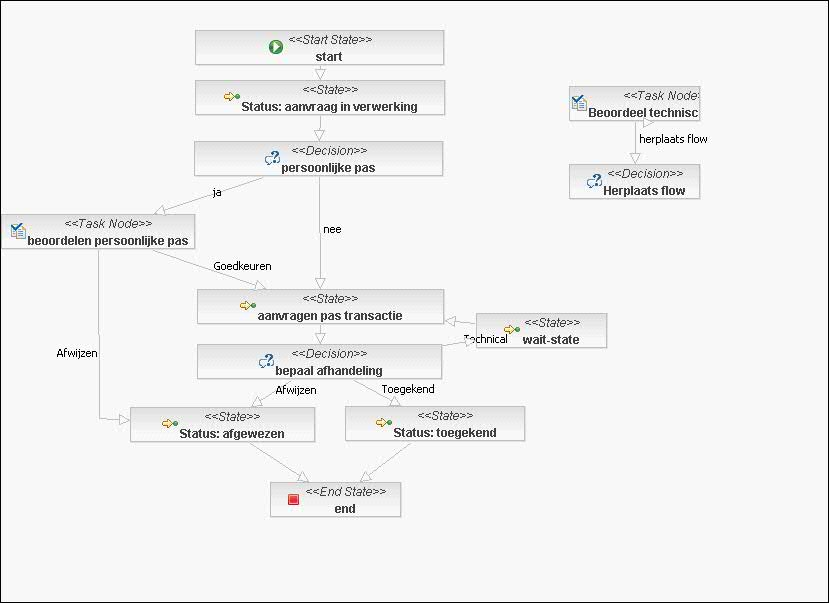 <<Start State>>
start
<<State>>
Status: aanvraag in verwerking
<<Task Node>
Beoordeel technisc
herplaats flow
<<Decision>>
persoonlijke pas
<<Decision>>
Herplaats flow
ja
<<Task Node>>
beoordelen persoonlijke pas
nee
Goedkeuren
<<State>>
aanvragen pas transactie
<<State>>
wait-state
Technical
Afwijzen
<<Decision>>
bepaal afhandeling
Afwijzen
Toegekend
<<State>>
Status: afgewezen
<<State>>
Status: toegekend
<<End State>>
end